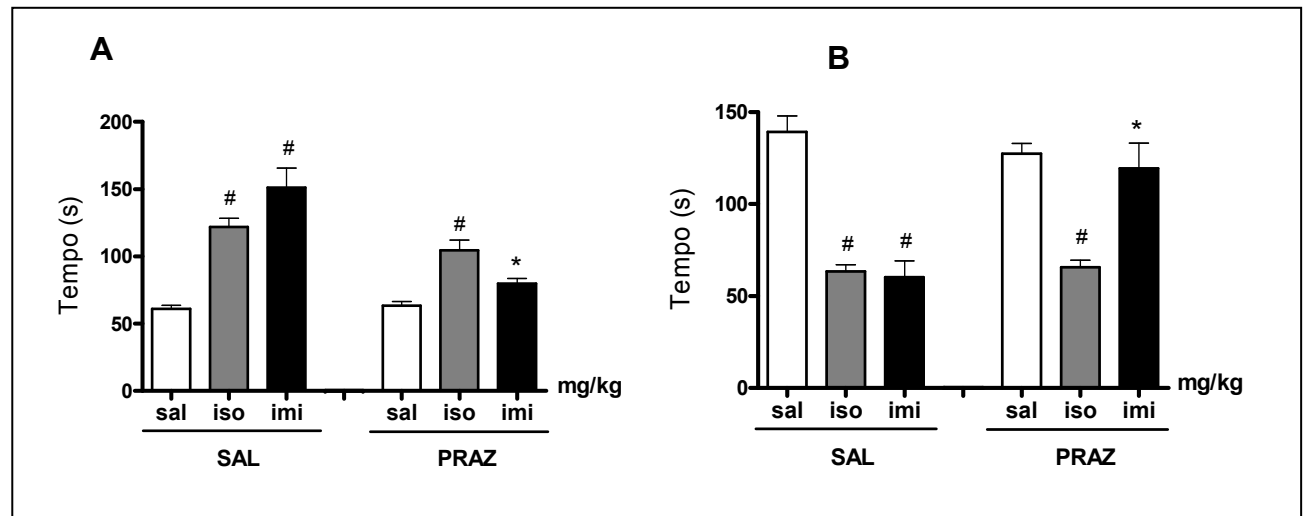 A
Tempo (s)
200
150
100
50
0
#
#
#
*
sal iso imi sal iso imi
mg/kg
SAL PRAZ
B
Tempo (s)
150
100
50
0
#
#
#
*
sal iso imi sal iso imi
mg/kg
SAL PRAZ